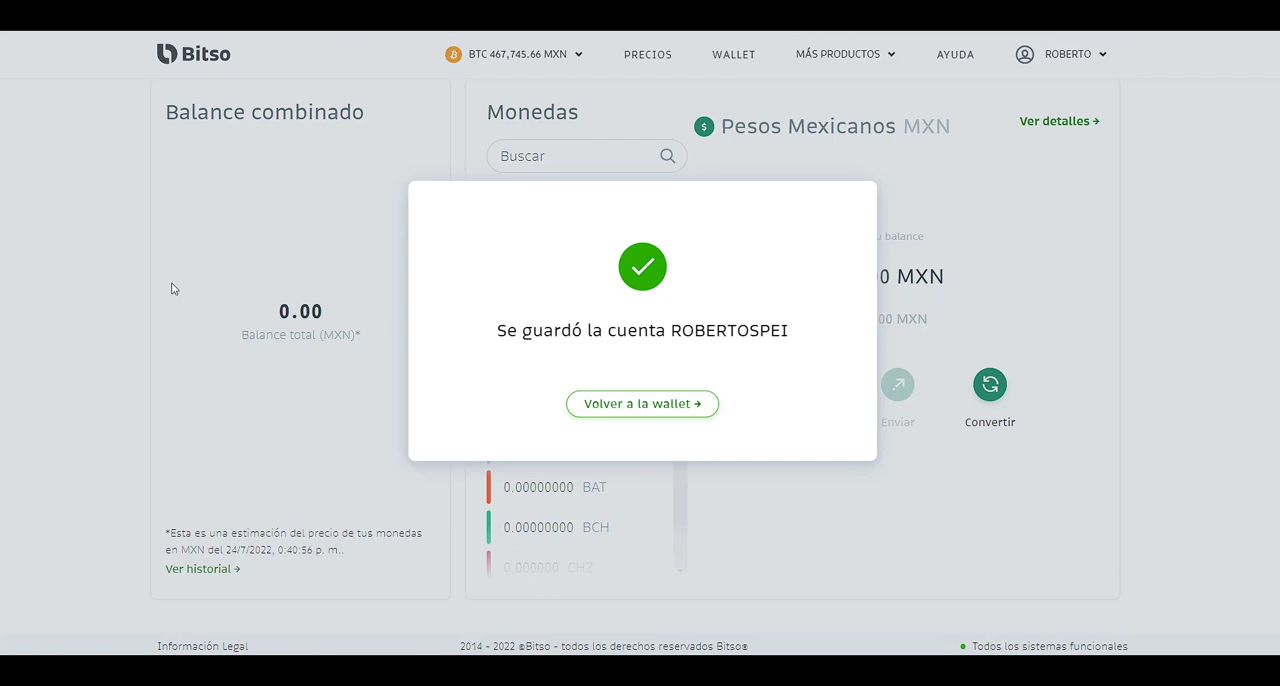 Bitso
BTC 467,745.66 MXN
PRECIOS
WALLET
MÁS PRODUCTOS
AYUDA
ROBERTO
Balance combinado
0.00
Balance total (MXN)*
*Esta es una estimación del precio de tus monedas
en MXN del 24/7/2022, 0:40:56 p. m..
Ver historial →
Monedas
Buscar
Pesos Mexicanos MXN
Ver detalles →
balance
0 MXN
00 MXN
Enviar
Convertir
Se guardó la cuenta ROBERTOSPEI
Volver a la wallet →
0.00000000 BAT
0.00000000 BCH
0.000000 CHZ
Información Legal
2014 - 2022 ®Bitso - todos los derechos reservados Bitso®
Todos los sistemas funcionales